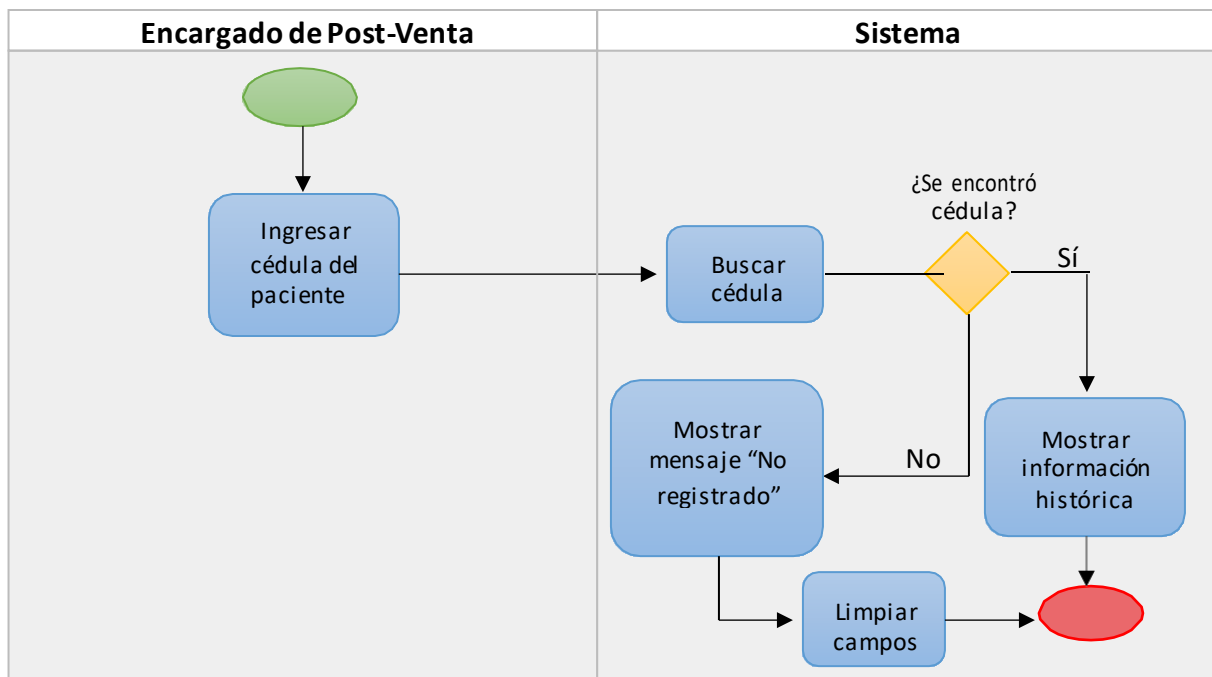 Encargado de Post-Venta
Sistema
¿Se encontró
cédula?
Ingresar
cédula del
paciente
Buscar
cédula
Sí
Mostrar
mensaje “No
registrado”
No
Mostrar
información
histórica
Limpiar
campos